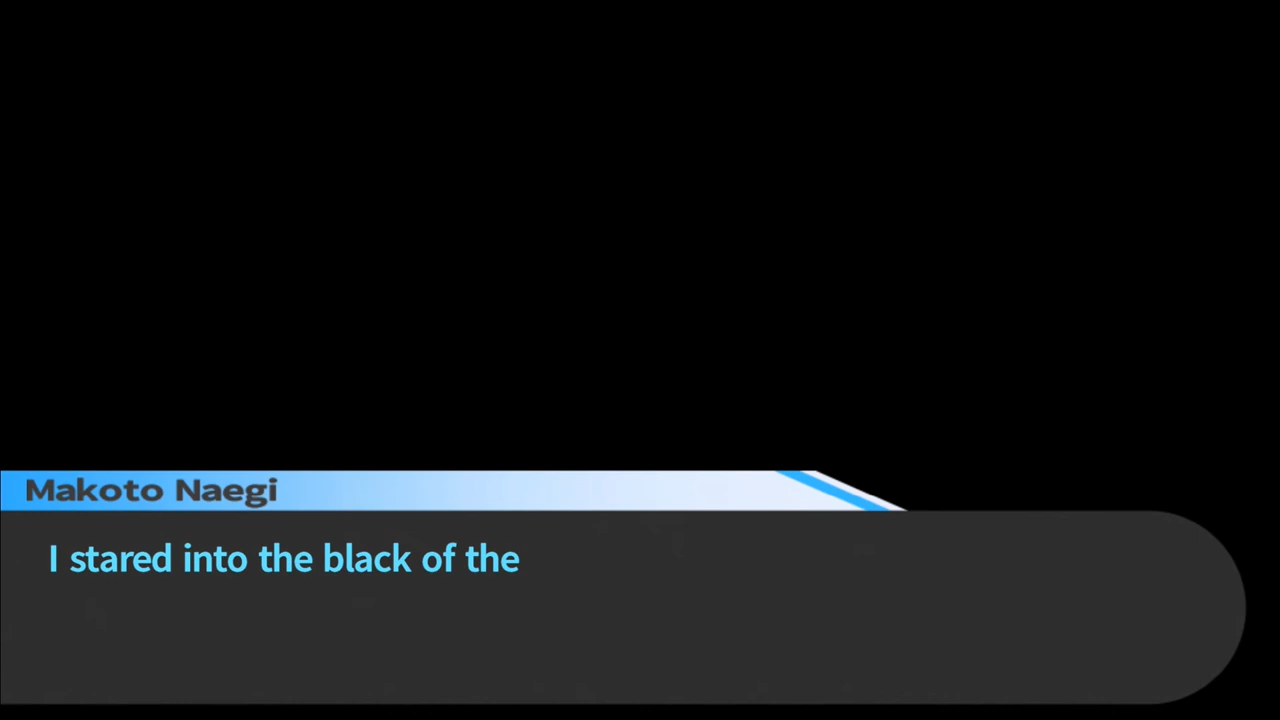 Makoto Naegi
I stared into the black of the